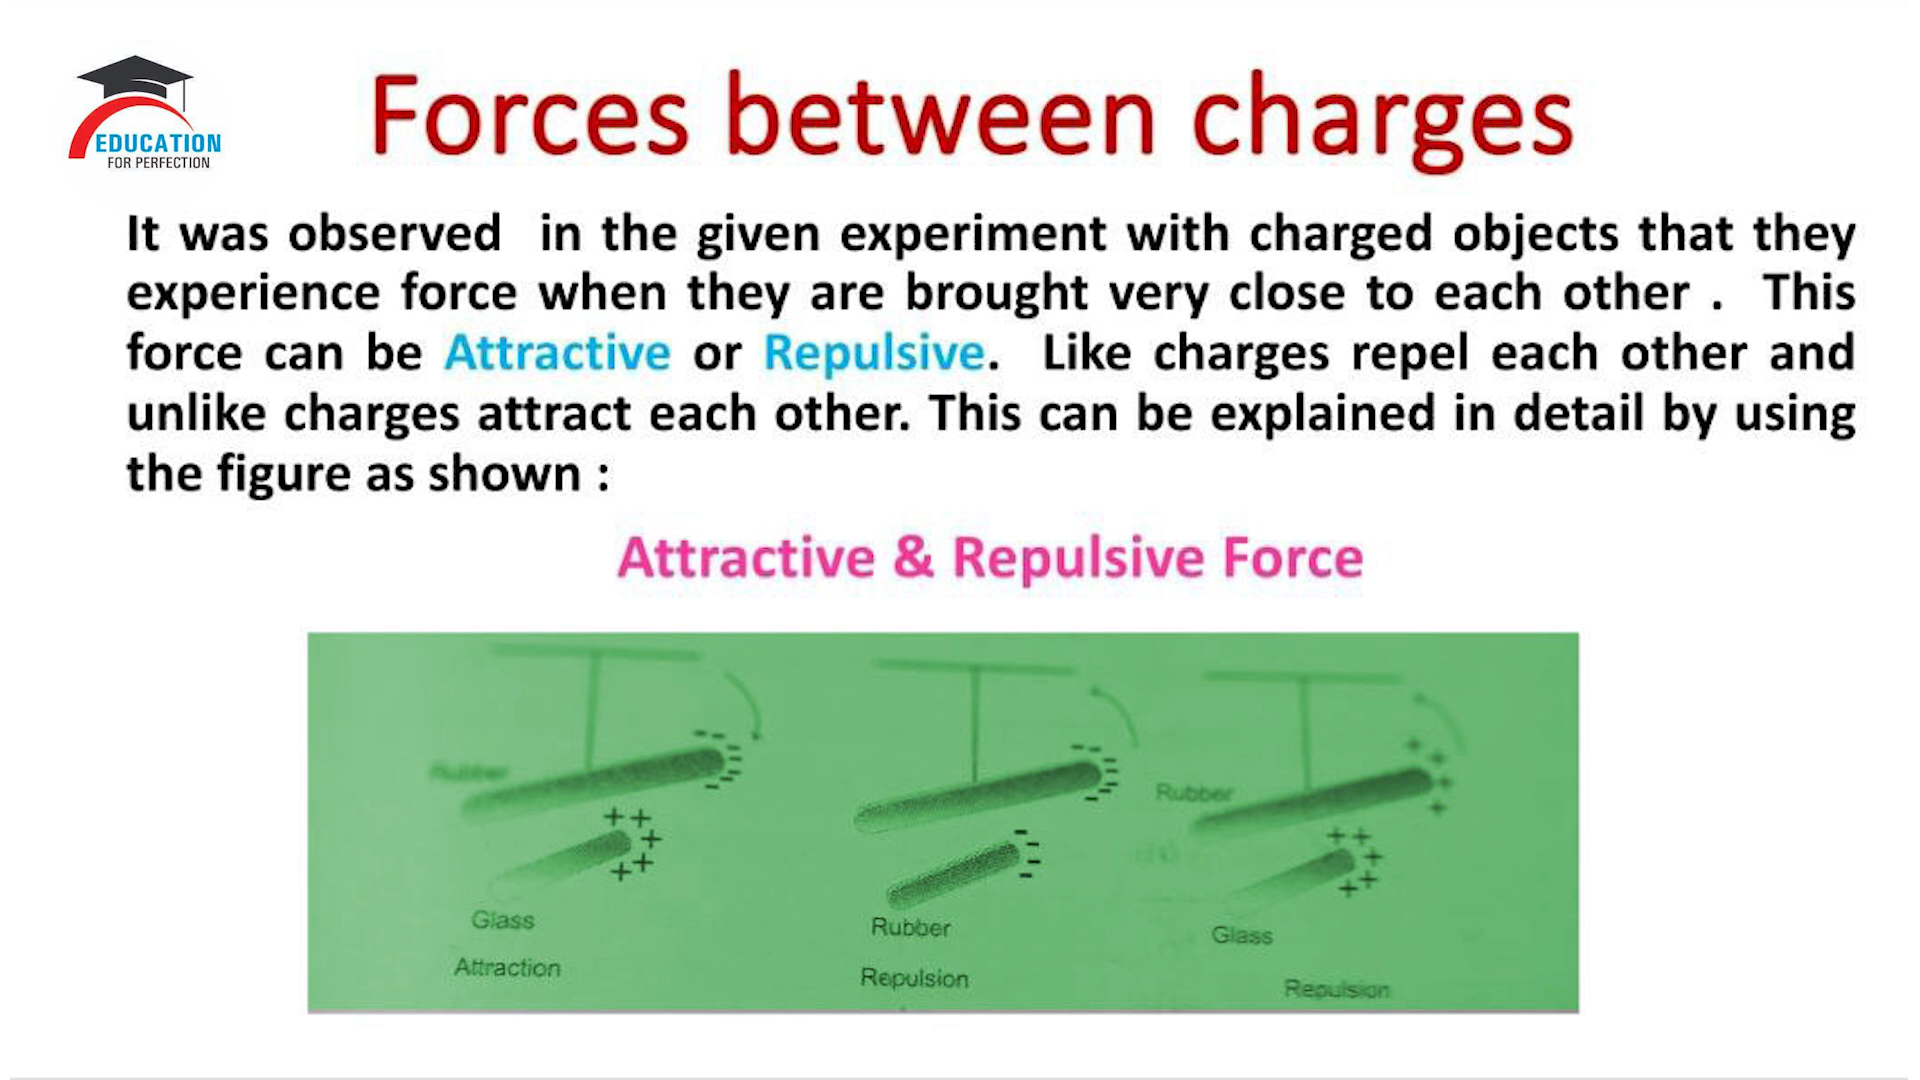 EDUCATION
FOR PERFECTION
Forces between charges
It was observed in the given experiment with charged objects that they
experience force when they are brought very close to each other . This
force can be Attractive or Repulsive. Like charges repel each other and
unlike charges attract each other. This can be explained in detail by using
the figure as shown :
Attractive & Repulsive Force
Rubber
Glass
Attraction
Rubber
Repulsion
Rubber
Glass
Repulsion